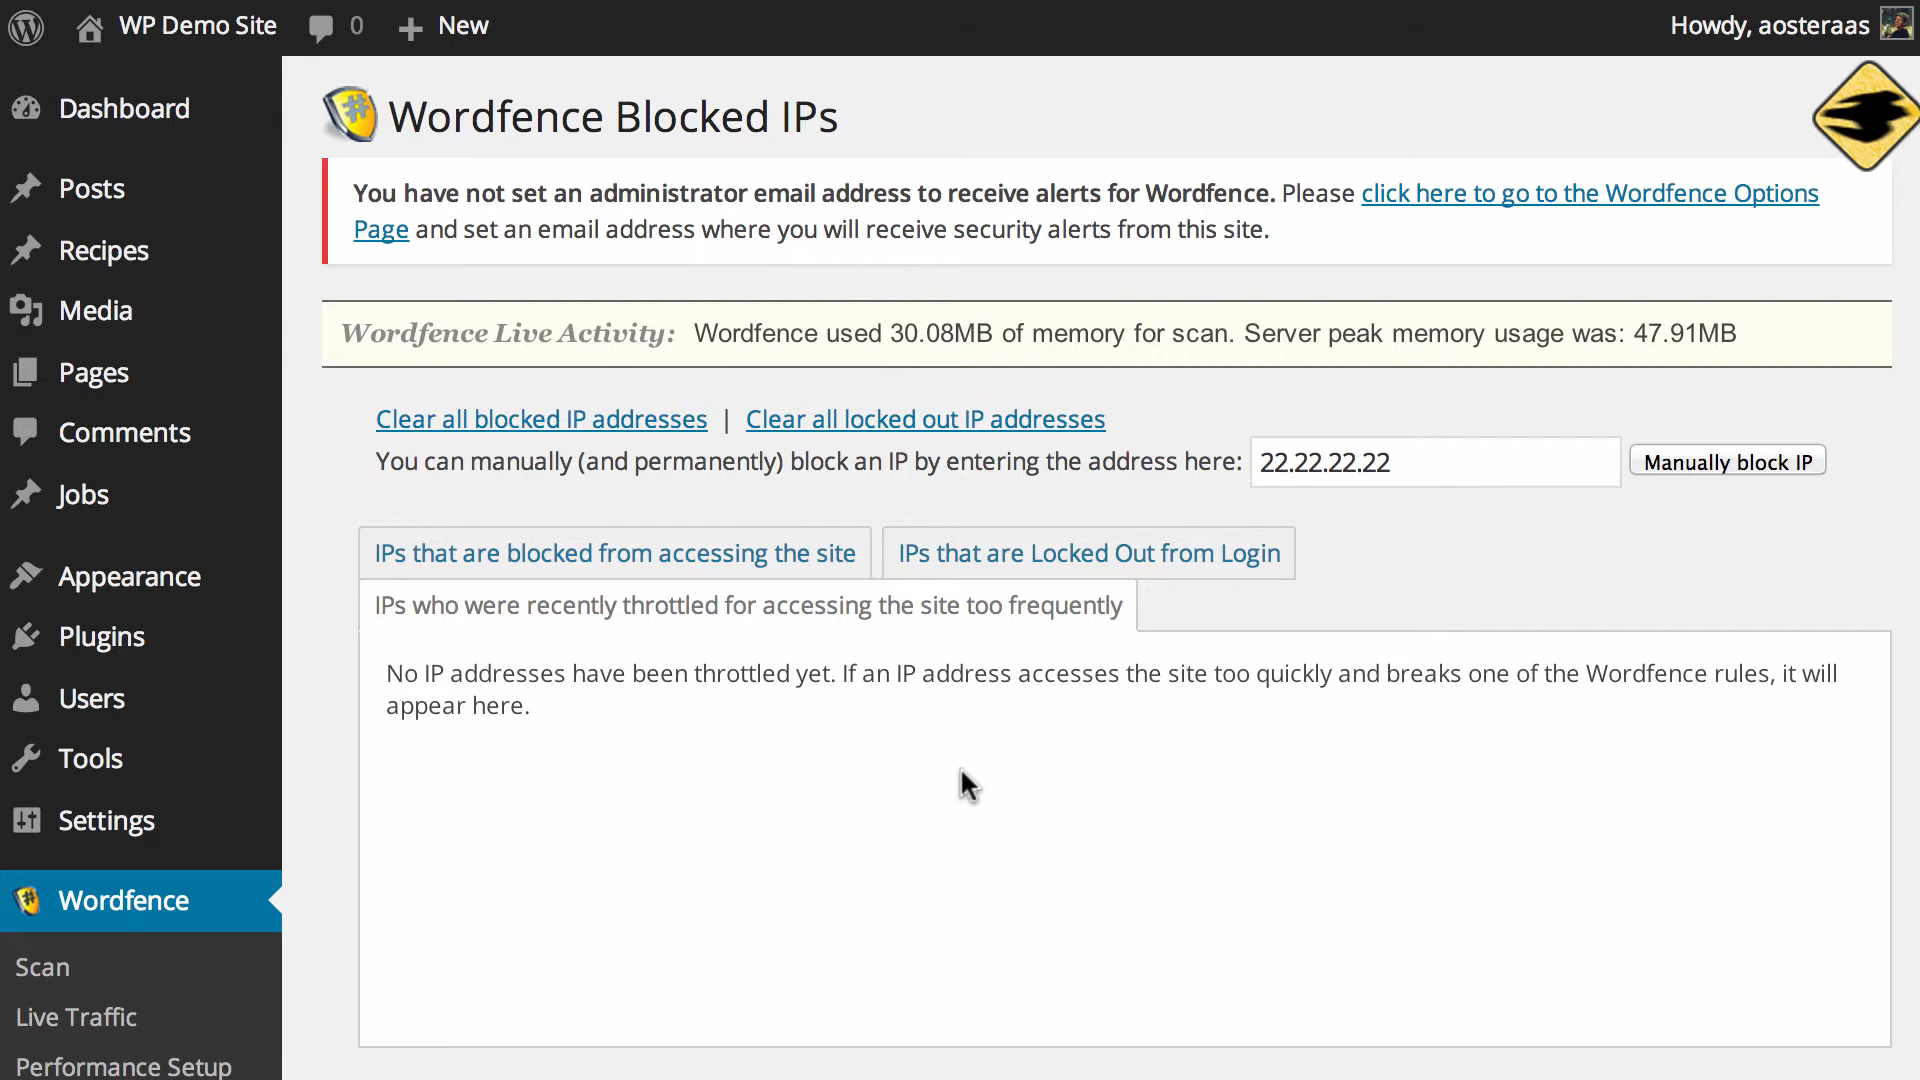 WP Demo Site 0 New Howdy, aosteraas
Dashboard
Posts
Recipes
Media
Pages
Comments
Jobs
Appearance
Plugins
Users
Tools
Settings
Wordfence
Scan
Live Traffic
Performance Setup
Wordfence Blocked IPs
You have not set an administrator email address to receive alerts for Wordfence. Please click here to go to the Wordfence Options
Page and set an email address where you will receive security alerts from this site.
Wordfence Live Activity: Wordfence used 30.08MB of memory for scan. Server peak memory usage was: 47.91MB
Clear all blocked IP addresses | Clear all locked out IP addresses
You can manually (and permanently) block an IP by entering the address here: 22.22.22.22 Manually block IP
IPs that are blocked from accessing the site IPs that are Locked Out from Login
IPs who were recently throttled for accessing the site too frequently
No IP addresses have been throttled yet. If an IP address accesses the site too quickly and breaks one of the Wordfence rules, it will
appear here.